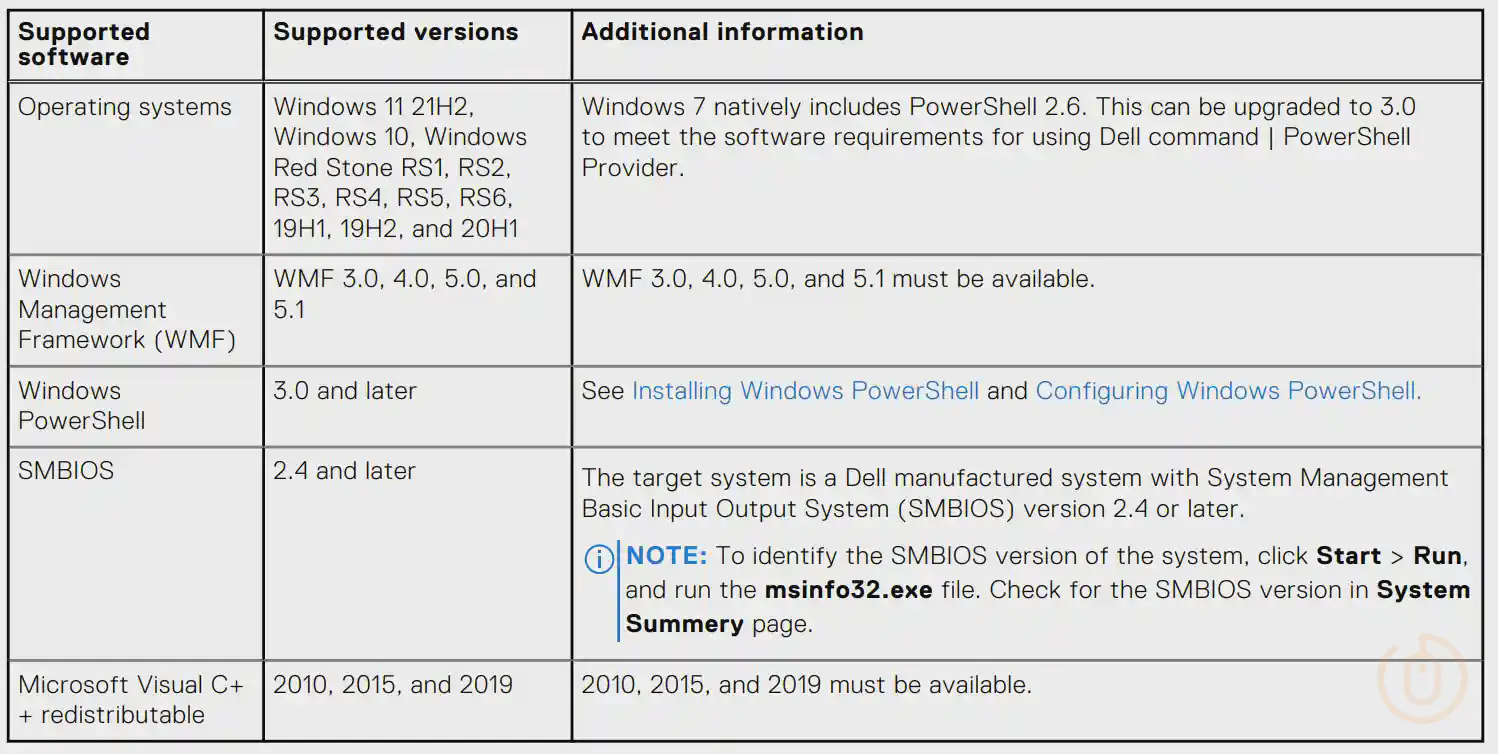 Supported
software
Supported versions
Additional information
Operating systems
Windows 11 21H2,
Windows 10, Windows
Red Stone RS1, RS2,
RS3, RS4, RS5, RS6,
19H1, 19H2, and 20H1
Windows 7 natively includes PowerShell 2.6. This can be upgraded to 3.0
to meet the software requirements for using Dell command | PowerShell
Provider.
Windows
Management
Framework (WMF)
WMF 3.0, 4.0, 5.0, and
5.1
WMF 3.0, 4.0, 5.0, and 5.1 must be available.
Windows
PowerShell
3.0 and later
See Installing Windows PowerShell and Configuring Windows PowerShell.
SMBIOS
2.4 and later
The target system is a Dell manufactured system with System Management
Basic Input Output System (SMBIOS) version 2.4 or later.
NOTE: To identify the SMBIOS version of the system, click Start > Run,
and run the msinfo32.exe file. Check for the SMBIOS version in System
Summery page.
Microsoft Visual C+
+ redistributable
2010, 2015, and 2019
2010, 2015, and 2019 must be available.